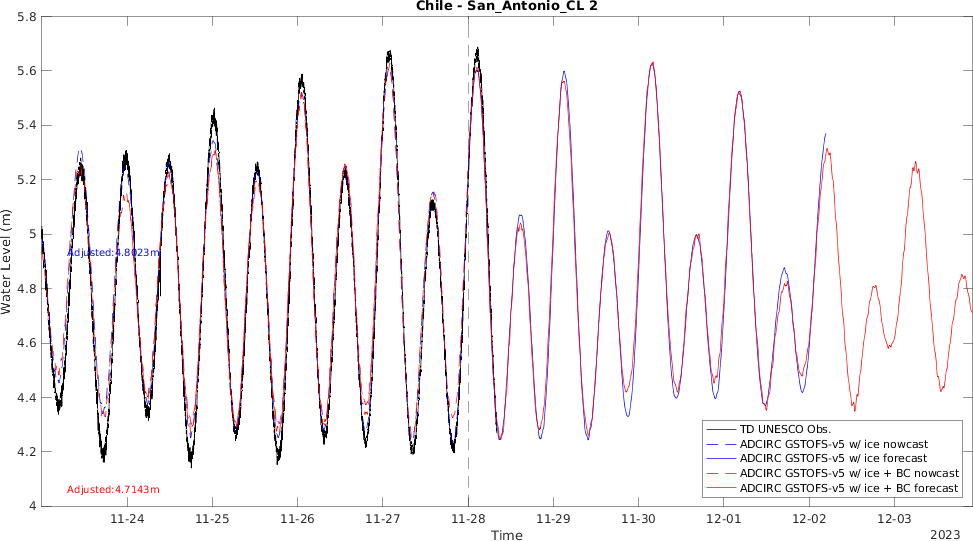 Chile - San_Antonio_CL 2
Water Level (m)
5.8
5.6
5.4
5.2
5
4.8
4.6
4.4
4.2
4
Adjusted:4.8023m
Adjusted:4.7143m
TD UNESCO Obs.
ADCIRC GSTOFS-v5 w/ ice nowcast
ADCIRC GSTOFS-v5 w/ ice forecast
ADCIRC GSTOFS-v5 w/ ice + BC nowcast
ADCIRC GSTOFS-v5 w/ ice + BC forecast
11-24 11-25 11-26 11-27 11-28 11-29 11-30 12-01 12-02 12-03
Time
2023